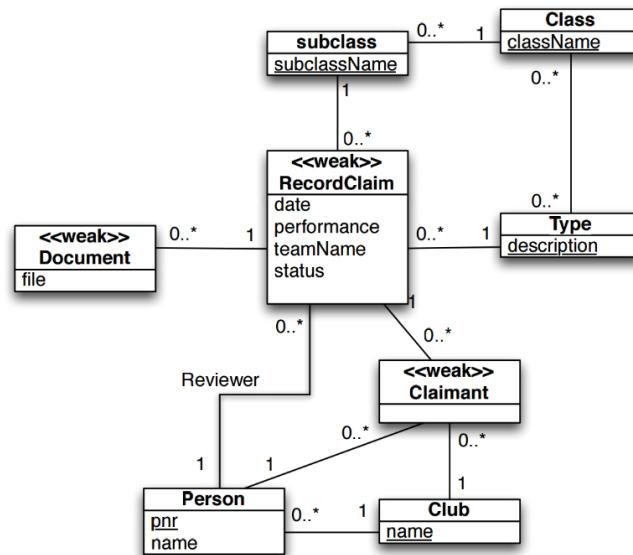 Class
className
0..*
1
subclass
subclassName
0..*
1
0..*
<<weak>>
RecordClaim
date
performance
teamName
status
0..*
Type
description
<<weak>>
Document
file
0..*
1
0..*
1
0..*
1
0..*
<<weak>>
Claimant
Reviewer
0..*
0..*
1
1
1
Person
pnr
name
0..*
1
Club
name